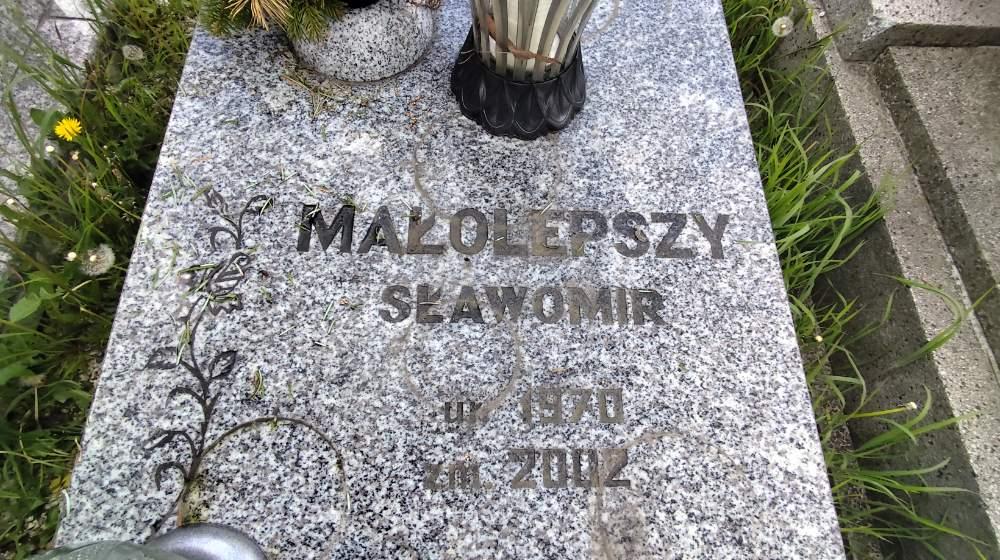 MAŁOLEPSZY
SŁAWOMIR
ur. 1970
zm. 2002